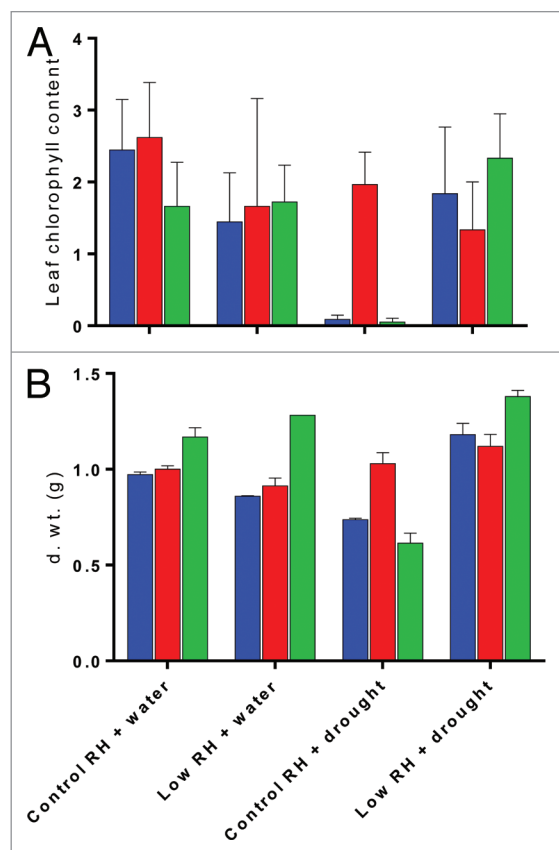 A
Leaf chlorophyll content
4
3
2
1
0
B
d. wt. (g)
1.5
1.0
0.5
0.0
Control RH + water
Low RH + water
Control RH + drought
Low RH + drought